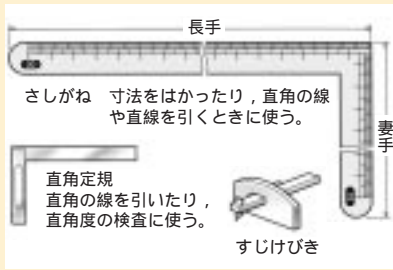 長手
さしがね　寸法をはかったり，直角の線
や直線を引くときに使う。
妻手
直角定規
直角の線を引いたり，
直角度の検査に使う。
すじけびき